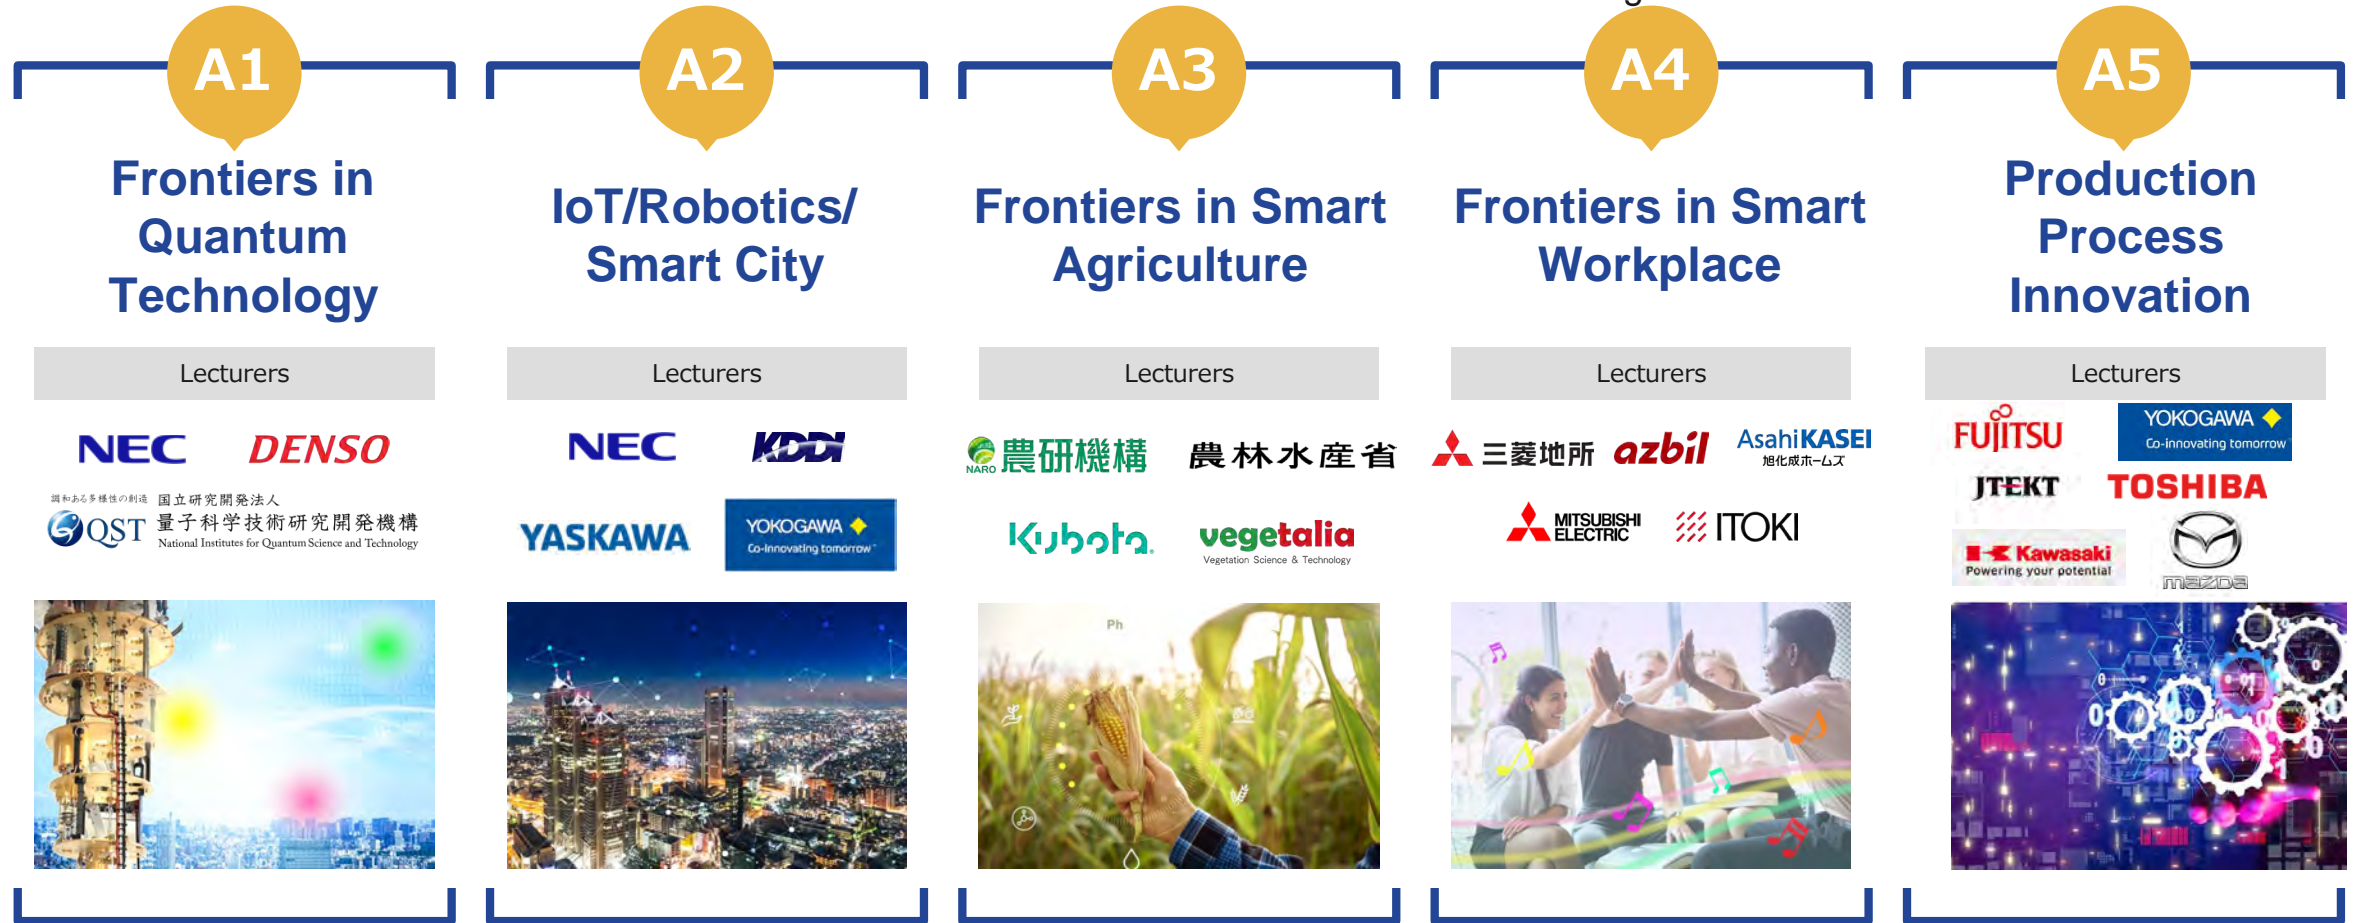 A1
Frontiers in
Quantum
Technology
Lecturers
NEC
DENSO
調和ある多様性の創造
国立研究開発法人
QST
量子科学技術研究開発機構
National Institutes for Quantum Science and Technology
A2
IoT/Robotics/
Smart City
Lecturers
NEC
KDDI
YASKAWA
YOKOGAWA
Co-innovating tomorrow
A3
Frontiers in Smart
Agriculture
Lecturers
NARO
農研機構
農林水産省
Kubota
vegetalia
Vegetation Science & Technology
Ph
A4
Frontiers in Smart
Workplace
Lecturers
三菱地所
azbil
AsahiKASEI
旭化成ホームズ
MITSUBISHI
ELECTRIC
ITOKI
A5
Production
Process
Innovation
Lecturers
FUJITSU
YOKOGAWA
Co-innovating tomorrow
JTEKT
TOSHIBA
Kawasaki
Powering your potential
mazda